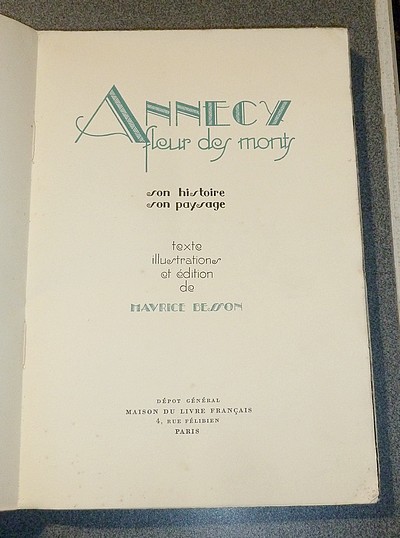 ANNECY
fleur des monts
son histoire
son paysage
texte
illustrations
et édition
de
MAVRICE BESSON
DÉPOT GÉNÉRAL
MAISON DU LIVRE FRANÇAIS
4, RUE FÉLIBIEN
PARIS